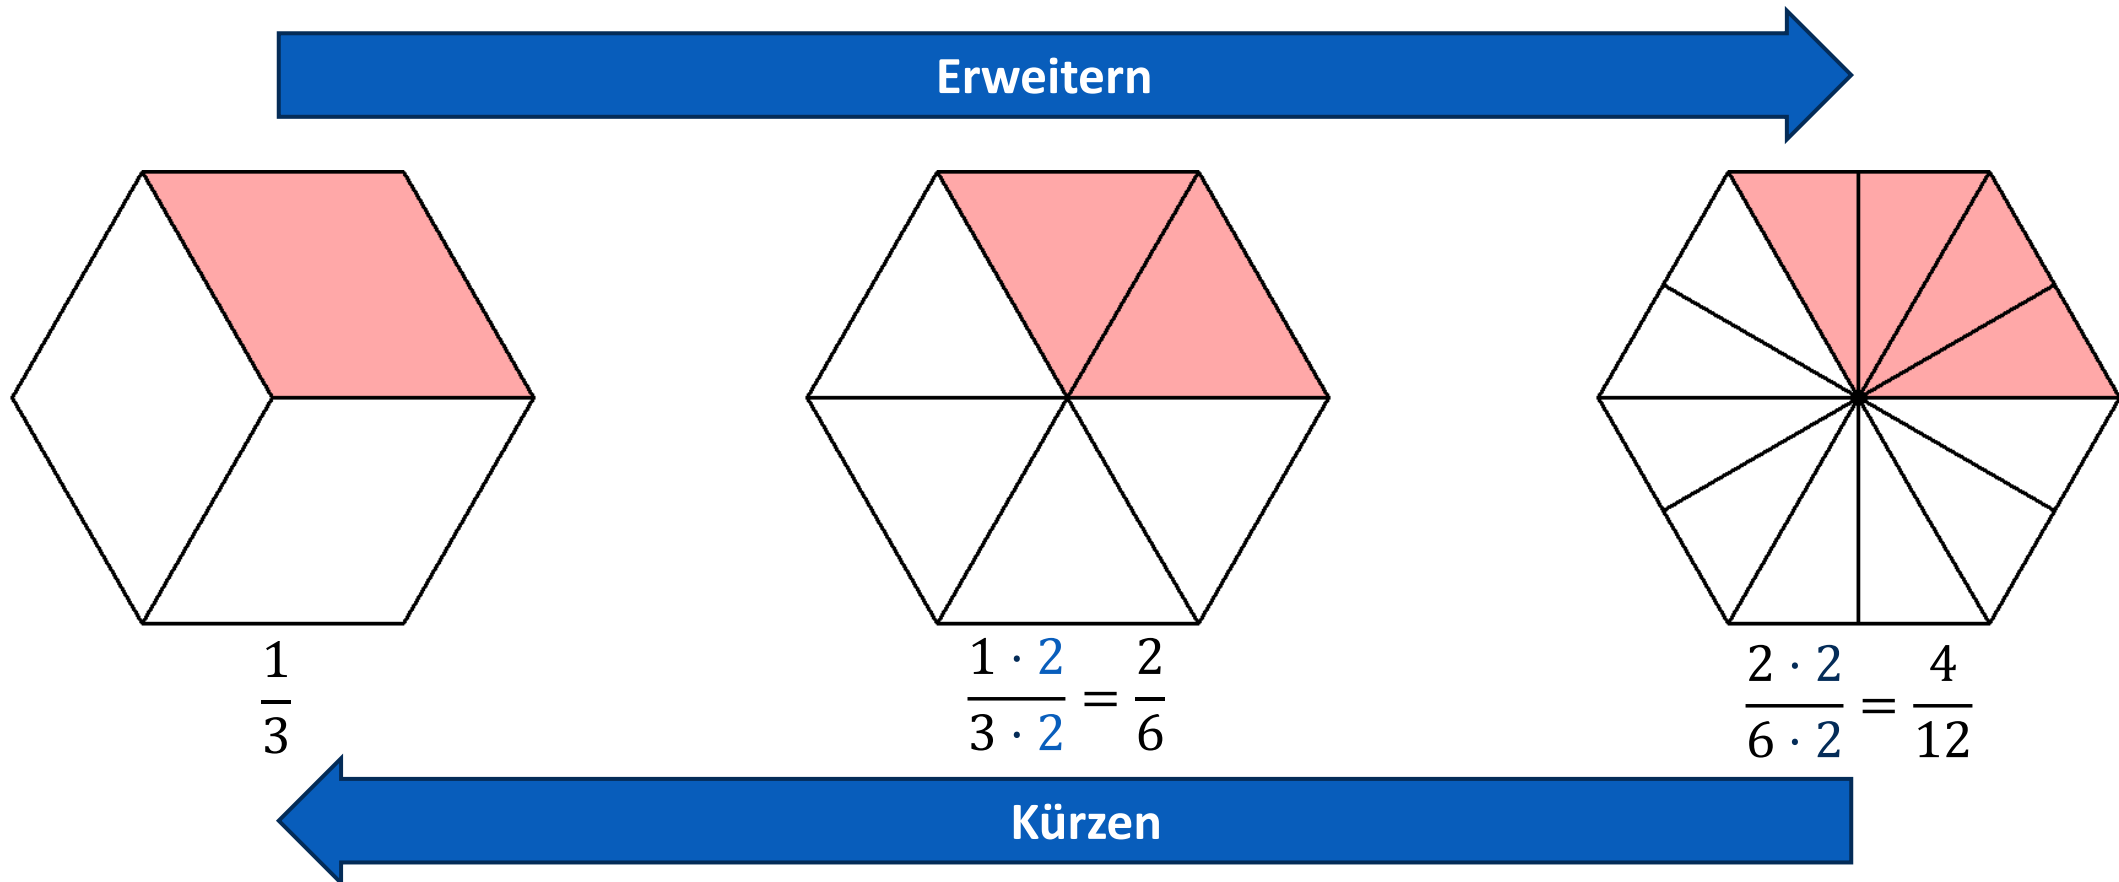 Erweitern
1/3
1 · 2 / 3 · 2 = 2/6
2 · 2 / 6 · 2 = 4/12
Kürzen